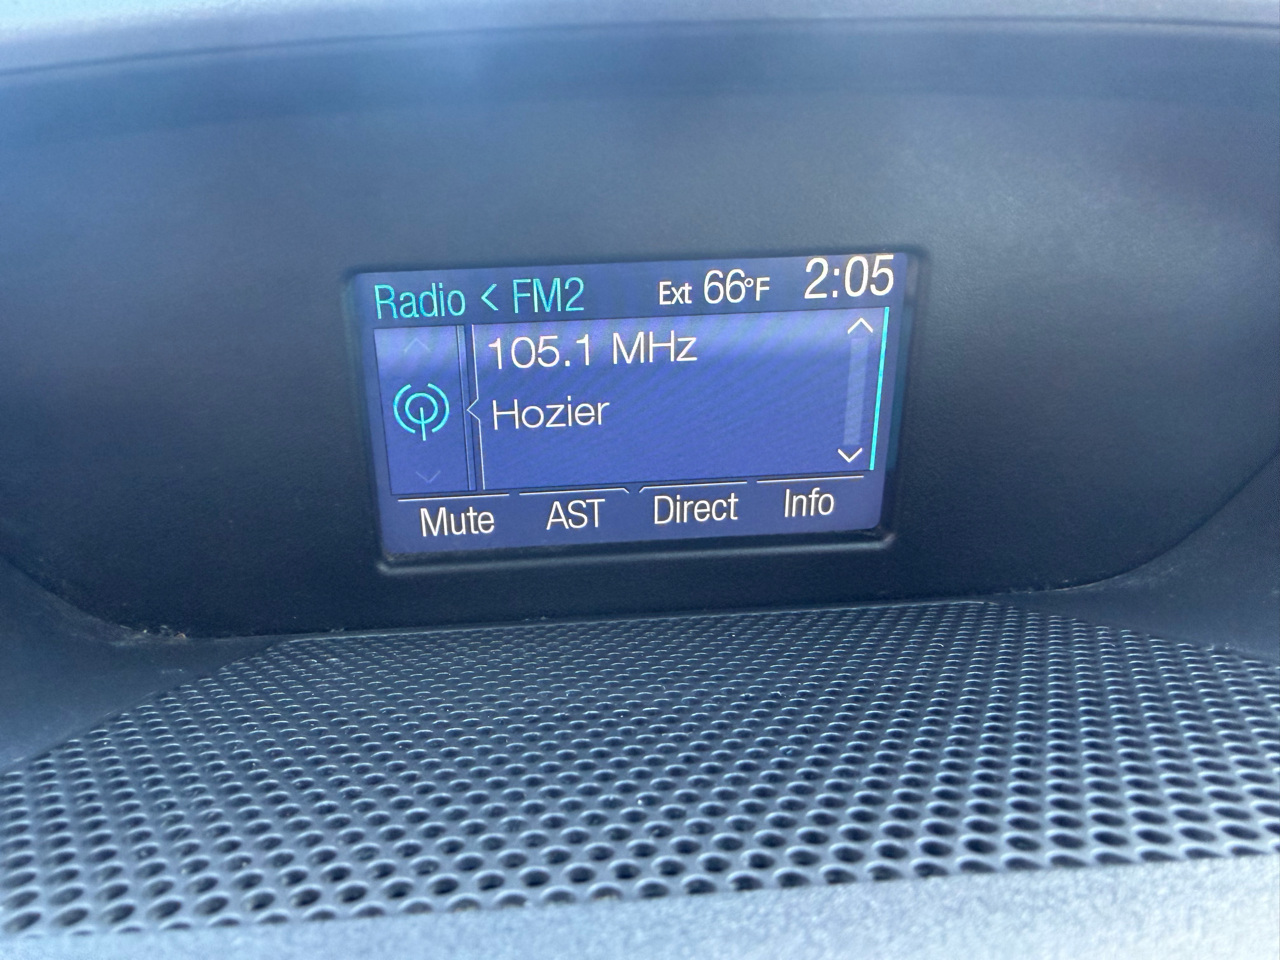 Radio < FM2 Ext 66°F 2:05
105.1 MHz
Hozier
Mute AST Direct Info